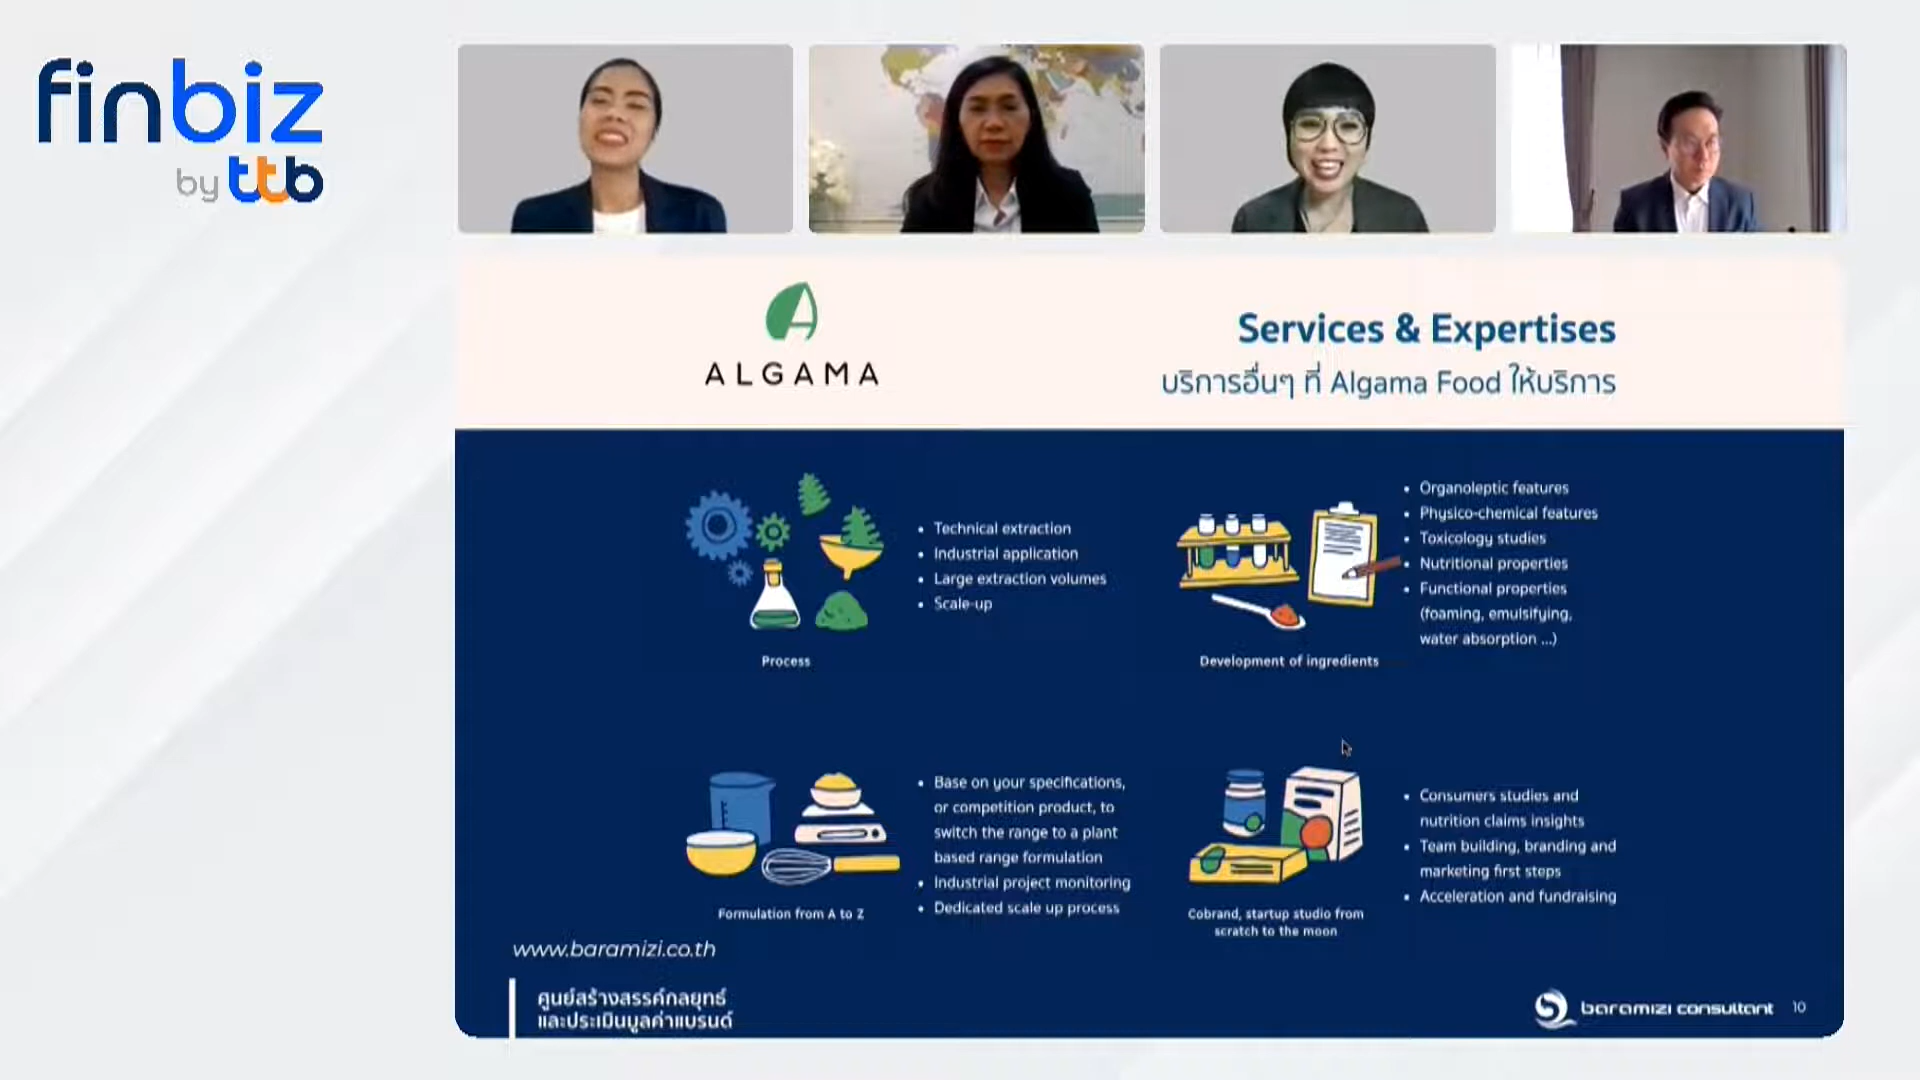 finbiz
by ttb
ALGAMA
Services & Expertises
บริการอื่นๆ ที่ Algama Food ให้บริการ
• Technical extraction
• Industrial application
• Large extraction volumes
• Scale-up
Process
• Organoleptic features
• Physico-chemical features
• Toxicology studies
• Nutritional properties
• Functional properties
(foaming, emulsifying,
water absorption ...)
Development of ingredients
• Base on your specifications,
or competition product, to
switch the range to a plant
based range formulation
• Industrial project monitoring
• Dedicated scale up process
Formulation from A to Z
• Consumers studies and
nutrition claims insights
• Team building, branding and
marketing first steps
• Acceleration and fundraising
Cobrand, startup studio from
scratch to the moon
www.baramizi.co.th
ศูนย์สร้างสรรค์กลยุทธ์
และประเมินมูลค่าแบรนด์
baramizi consultant 10